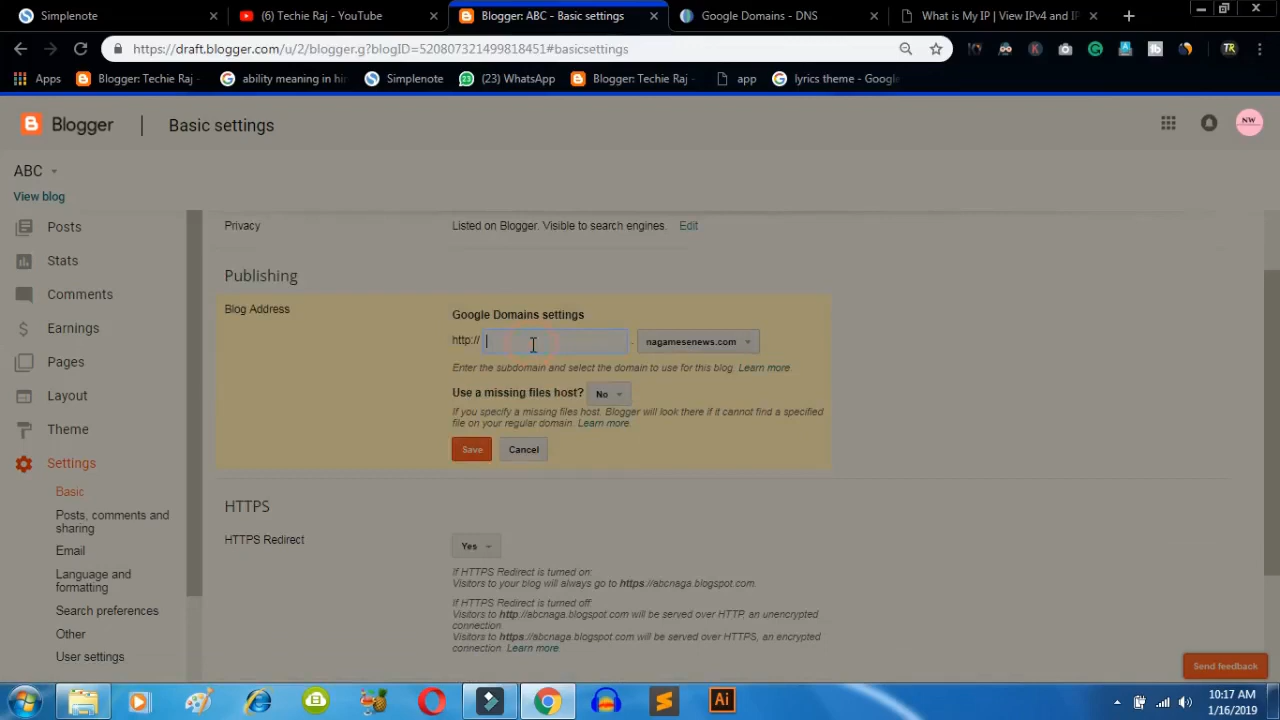 Simplenote
(6) Techie Raj - YouTube
Blogger: ABC - Basic settings
Google Domains - DNS
What is My IP | View IPv4 and IP
https://draft.blogger.com/u/2/blogger.g?blogID=520807321499818451#basicsettings
Apps
Blogger: Techie Raj -
ability meaning in hin
Simplenote
(23) WhatsApp
Blogger: Techie Raj -
app
lyrics theme - Google
Blogger
Basic settings
NW
ABC
View blog
Posts
Stats
Comments
Earnings
Pages
Layout
Theme
Settings
Basic
Posts, comments and
sharing
Email
Language and
formatting
Search preferences
Other
User settings
Privacy
Listed on Blogger. Visible to search engines. Edit
Publishing
Blog Address
Google Domains settings
http://
. nagamesenews.com
Enter the subdomain and select the domain to use for this blog. Learn more.
Use a missing files host? No
If you specify a missing files host. Blogger will look there if it cannot find a specified
file on your regular domain. Learn more.
Save Cancel
HTTPS
HTTPS Redirect
Yes
If HTTPS Redirect is turned on:
Visitors to your blog will always go to https://abcnaga.blogspot.com.
If HTTPS Redirect is turned off:
Visitors to http://abcnaga.blogspot.com will be served over HTTP, an unencrypted
connection.
Visitors to https://abcnaga.blogspot.com will be served over HTTPS, an encrypted
connection. Learn more.
Send feedback
Ai
10:17 AM
1/16/2019